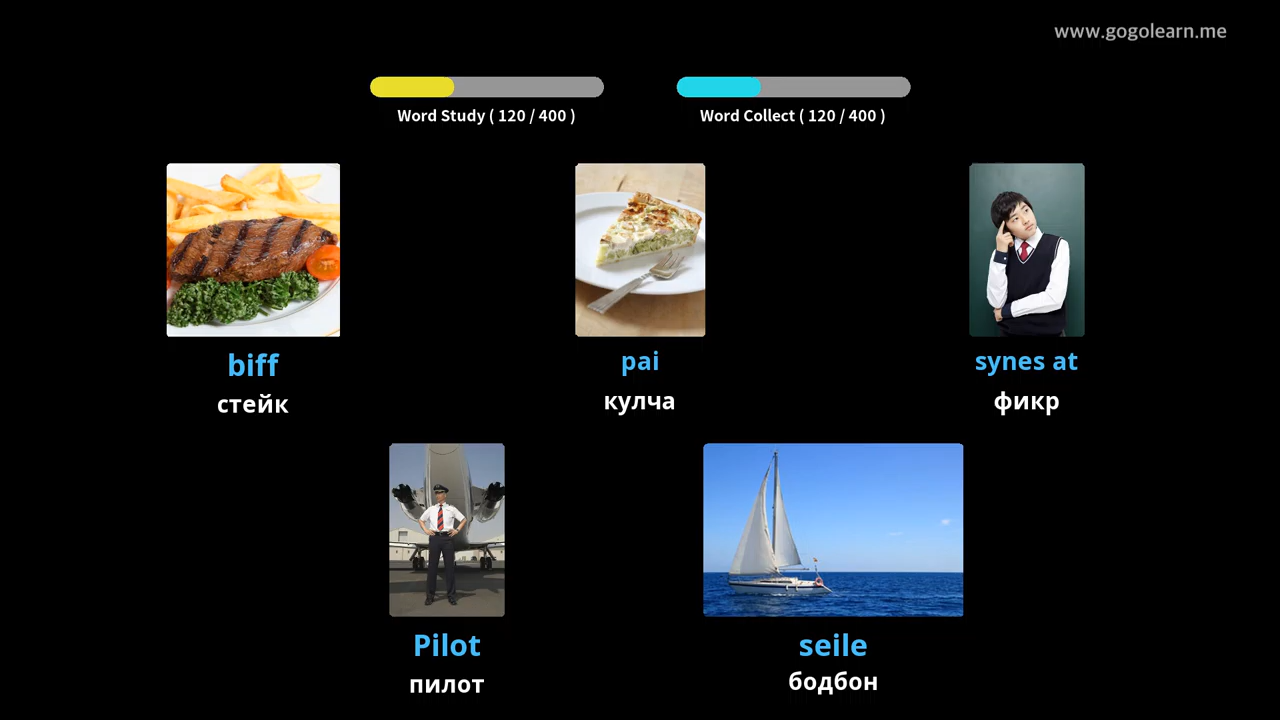 www.gogolearn.me
Word Study ( 120 / 400 )
Word Collect ( 120 / 400 )
biff
стейк
pai
кулча
synes at
фикр
Pilot
пилот
seile
бодбон